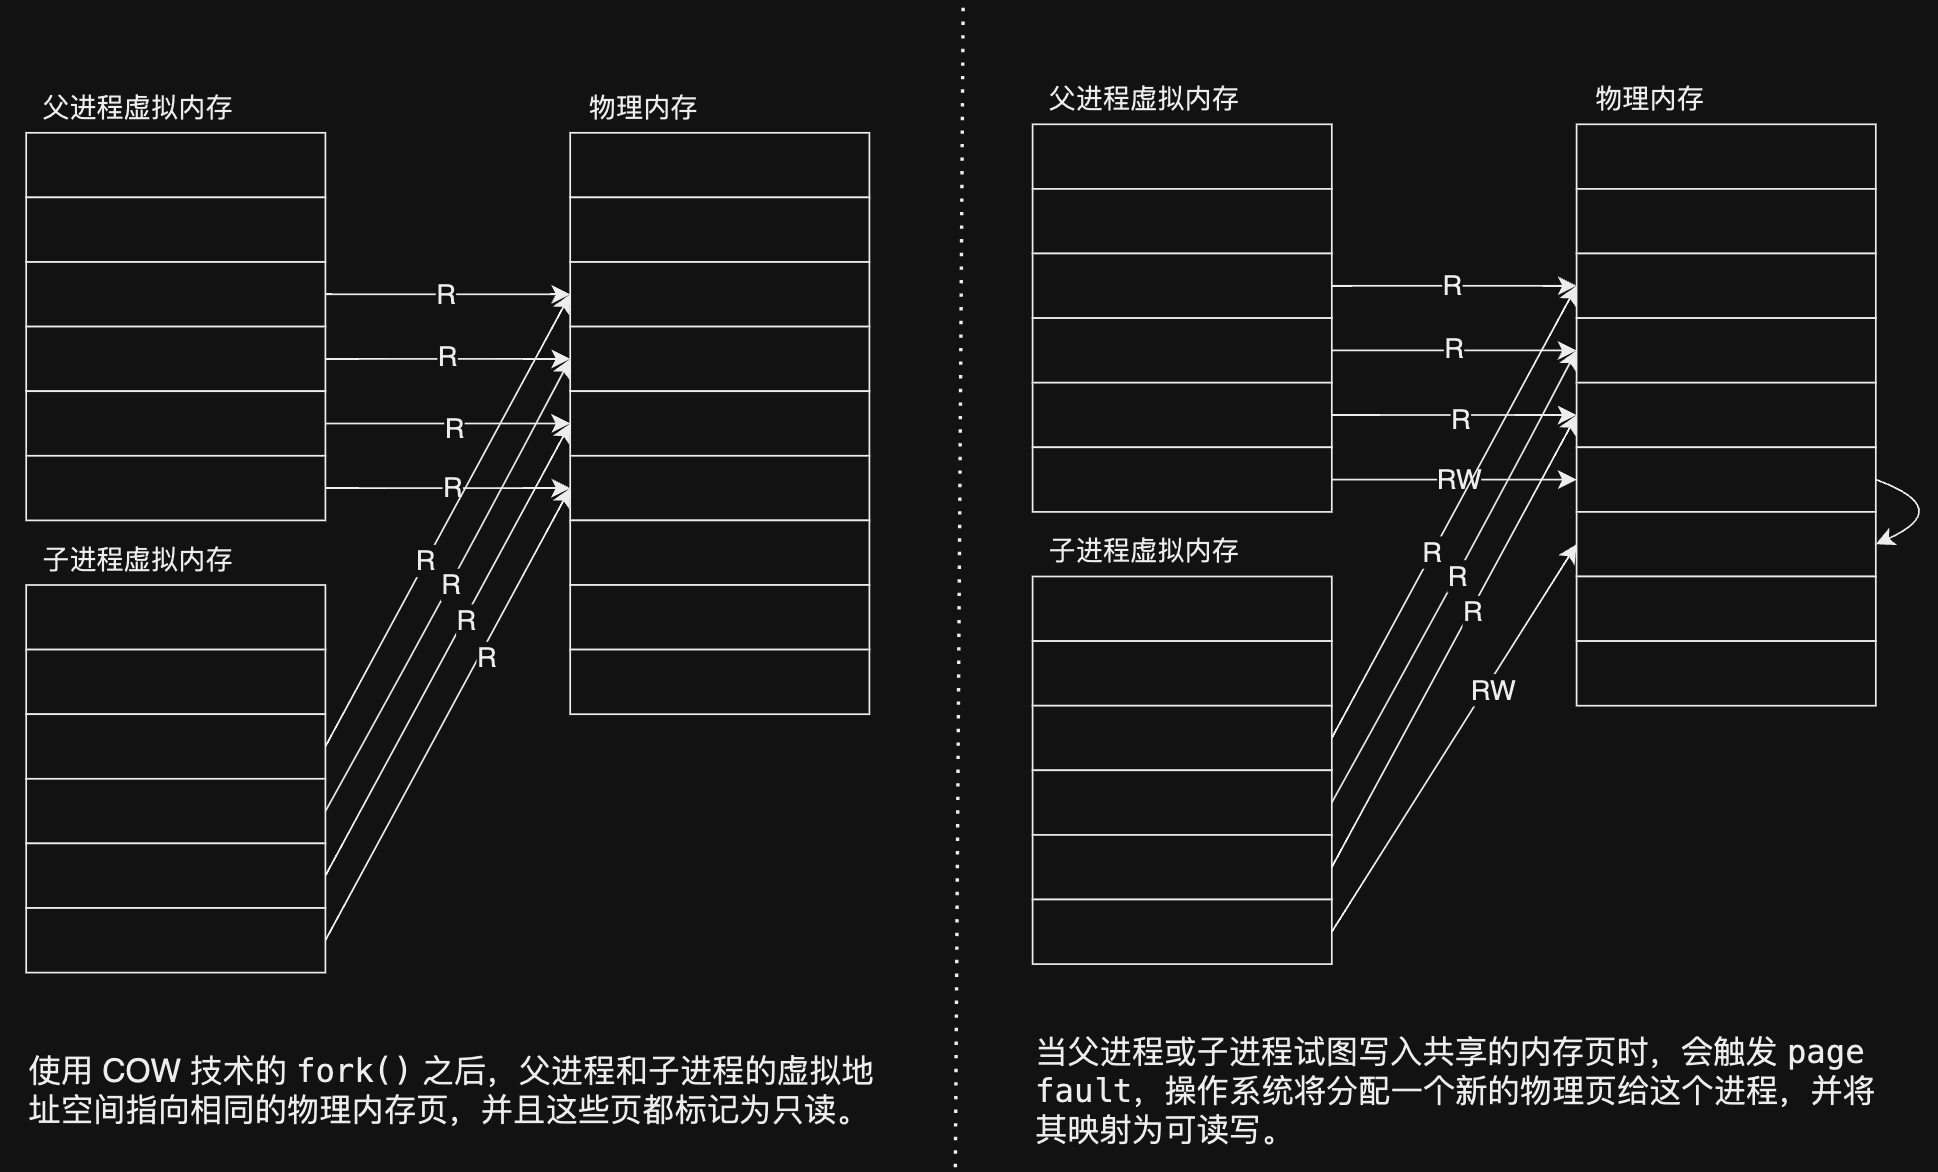 父进程虚拟内存
物理内存
R
R
R
R
子进程虚拟内存
R
R
R
R
使用 COW 技术的 fork() 之后，父进程和子进程的虚拟地
址空间指向相同的物理内存页，并且这些页都标记为只读。
父进程虚拟内存
物理内存
R
R
R
RW
子进程虚拟内存
R
R
R
RW
当父进程或子进程试图写入共享的内存页时，会触发 page
fault，操作系统将分配一个新的物理页给这个进程，并将
其映射为可读写。